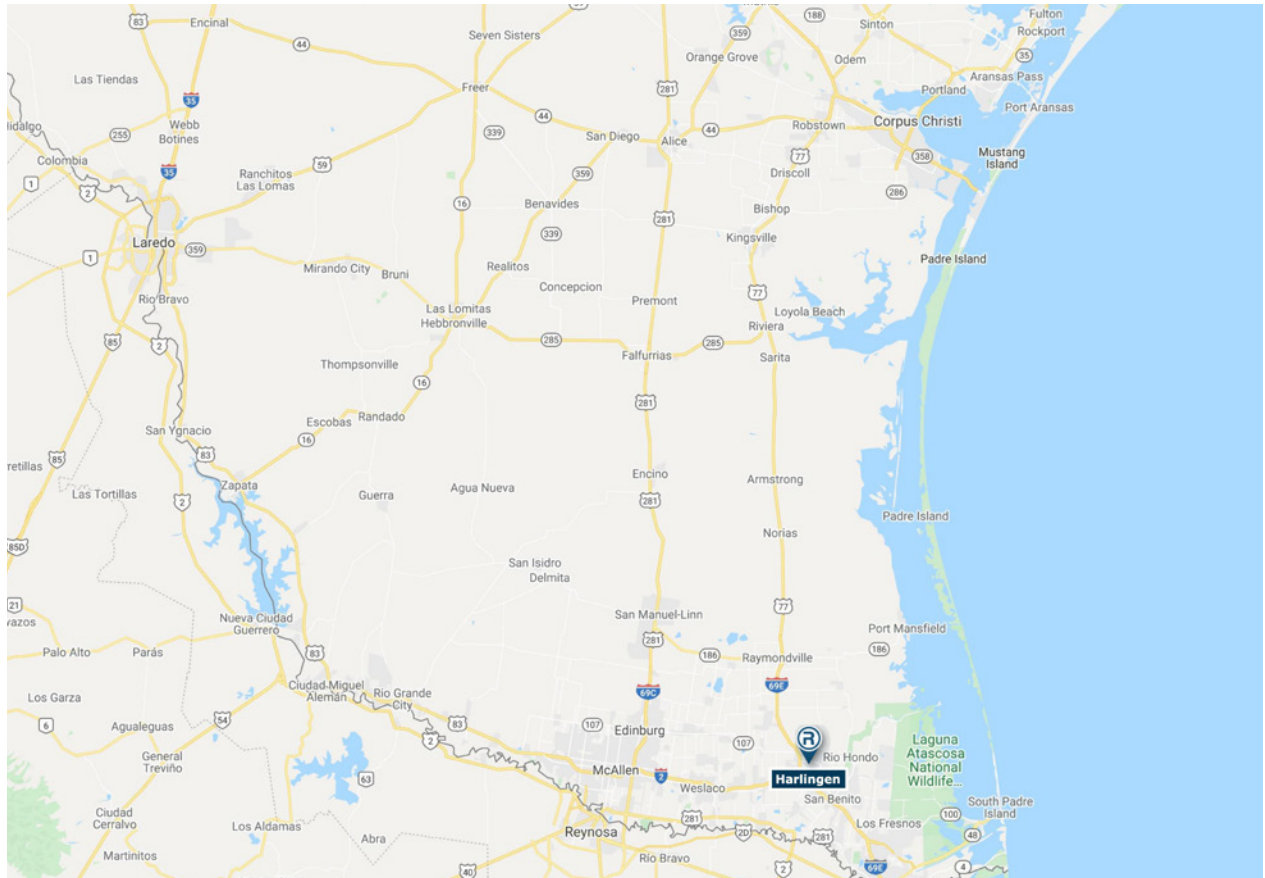 83
Encinal
59
188
Sinton
Fulton
Rockport
44
Seven Sisters
359
35
Orange Grove
Odem
Las Tiendas
Freer
281
Aransas Pass
Portland
35
Port Aransas
Hidalgo
Webb
Botines
255
339
44
San Diego
Alice
44
Robstown
Corpus Christi
Colombia
35
Ranchitos
Las Lomas
59
77
358
Mustang
Island
1
2
359
Driscoll
286
16
Benavides
281
Bishop
Laredo
359
339
Kingsville
1
Mirando City
Bruni
Realitos
Padre Island
Concepcion
Rio Bravo
Las Lomitas
Hebbronville
Premont
77
Loyola Beach
85
2
285
285
Riviera
Falfurrias
Sarita
Thompsonville
16
281
San Ygnacio
Escobas
Randado
16
83
85
retillas
Zapata
Encino
Las Tortillas
2
Guerra
Agua Nueva
281
Armstrong
Padre Island
85D
Norias
San Isidro
Delmita
21
vazos
Nueva Ciudad
Guerrero
San Manuel-Linn
77
Port Mansfield
281
186
186
Palo Alto
Parás
83
Raymondville
Ciudad Miguel
Alemán
Rio Grande
City
69C
69E
Los Garza
6
Agualeguas
54
83
107
Edinburg
107
R
Laguna
Atascosa
National
Wildlife...
General
Treviño
2
Rio Hondo
63
McAllen
2
Harlingen
Weslaco
San Benito
South Padre
Island
Ciudad
Cerralvo
Los Aldamas
Abra
Reynosa
281
2D
281
Los Fresnos
100
48
Martinitos
40
Río Bravo
2
69E
4